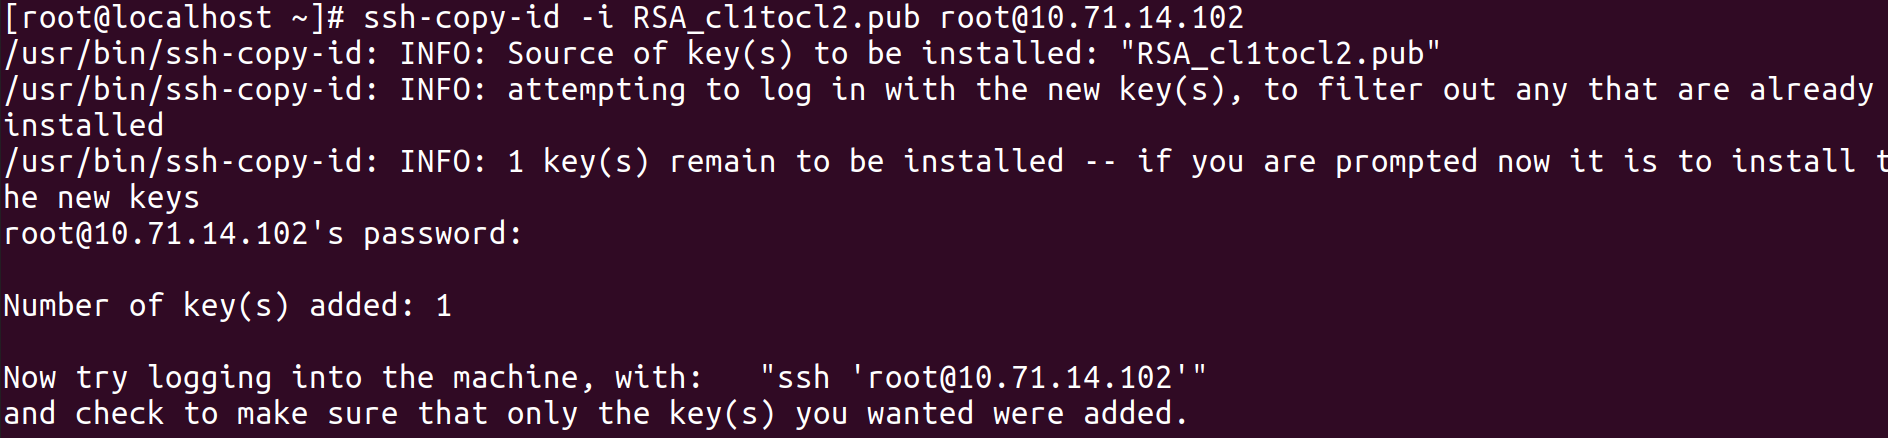 [root@localhost ~]# ssh-copy-id -i RSA_cl1tocl2.pub root@10.71.14.102
/usr/bin/ssh-copy-id: INFO: Source of key(s) to be installed: "RSA_cl1tocl2.pub"
/usr/bin/ssh-copy-id: INFO: attempting to log in with the new key(s), to filter out any that are already
installed
/usr/bin/ssh-copy-id: INFO: 1 key(s) remain to be installed -- if you are prompted now it is to install t
he new keys
root@10.71.14.102's password:
Number of key(s) added: 1
Now try logging into the machine, with:   "ssh 'root@10.71.14.102'"
and check to make sure that only the key(s) you wanted were added.